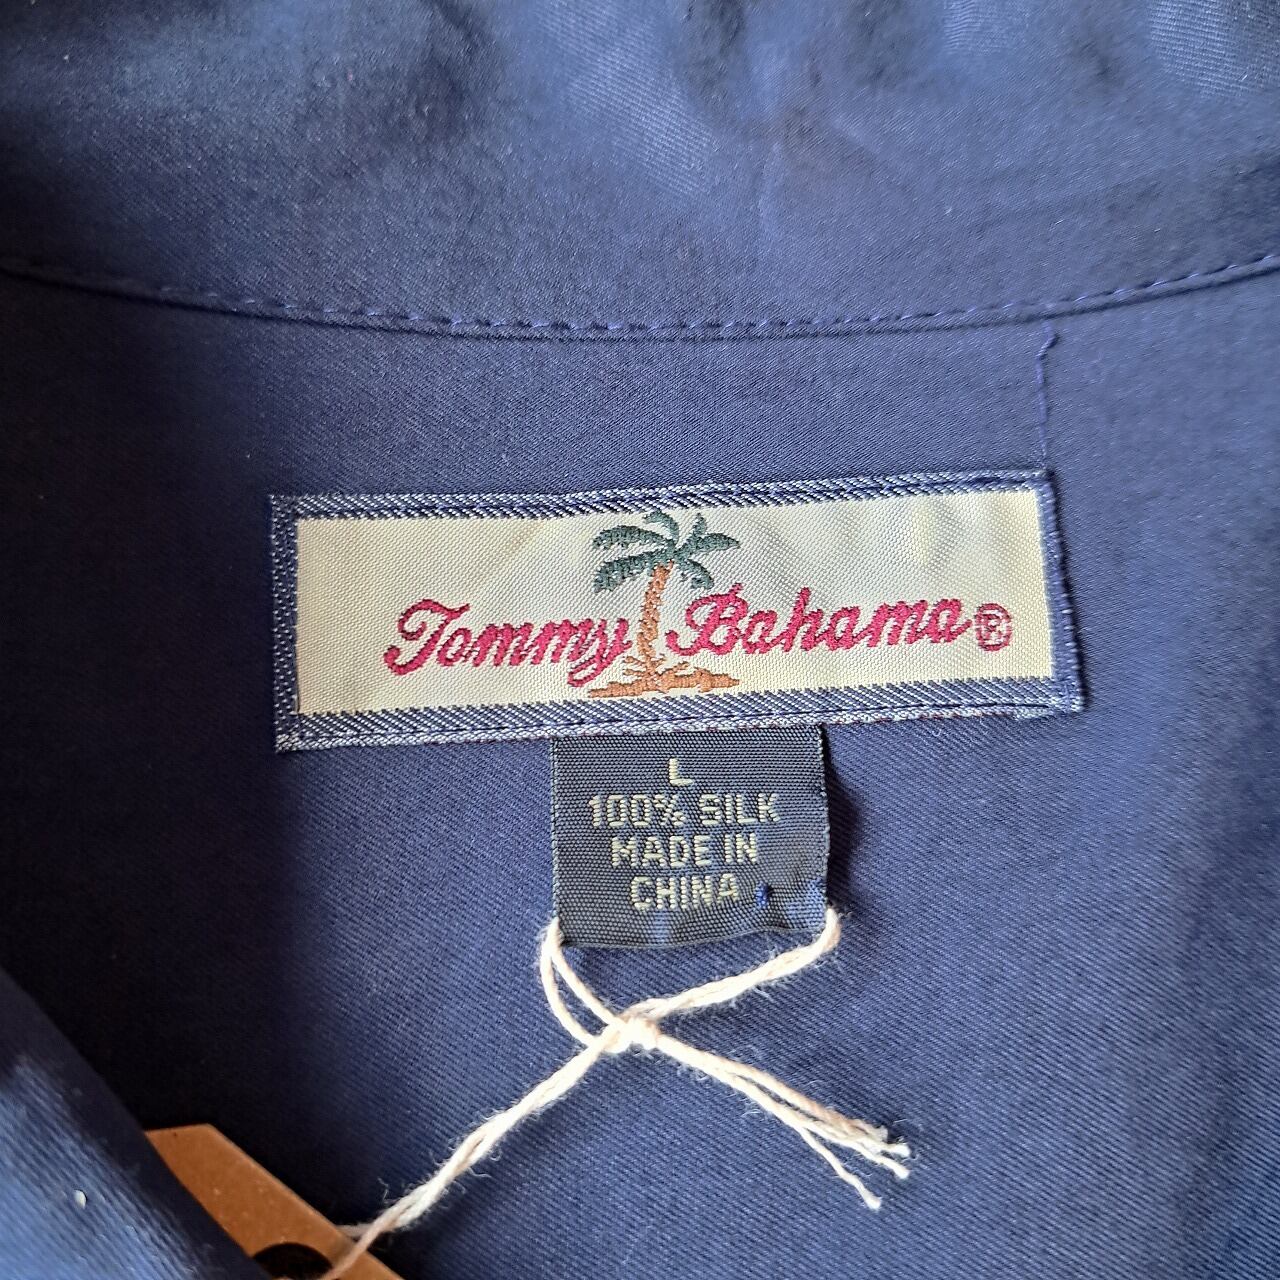 Tommy Bahama®
L
100% SILK
MADE IN
CHINA